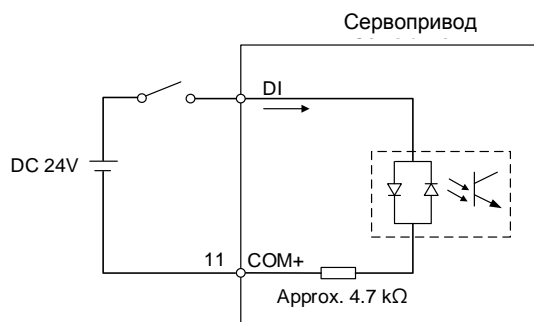 Сервопривод
DI
DC 24V
11 COM+
Approx. 4.7 kΩ